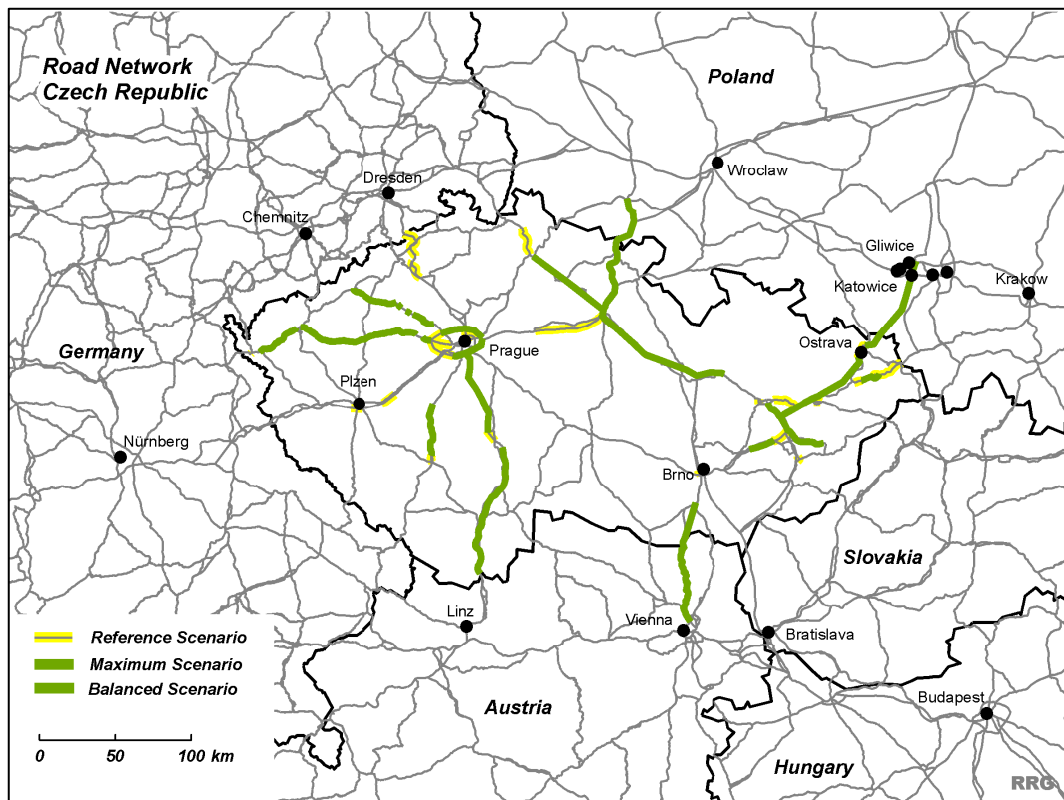 Road Network
Czech Republic
Poland
Wroclaw
Dresden
Chemnitz
Gliwice
Katowice
Krakow
Ostrava
Prague
Germany
Plzen
Nürnberg
Brno
Slovakia
Linz
Vienna
Bratislava
Reference Scenario
Maximum Scenario
Balanced Scenario
Budapest
Austria
0 50 100 km
Hungary
RRG